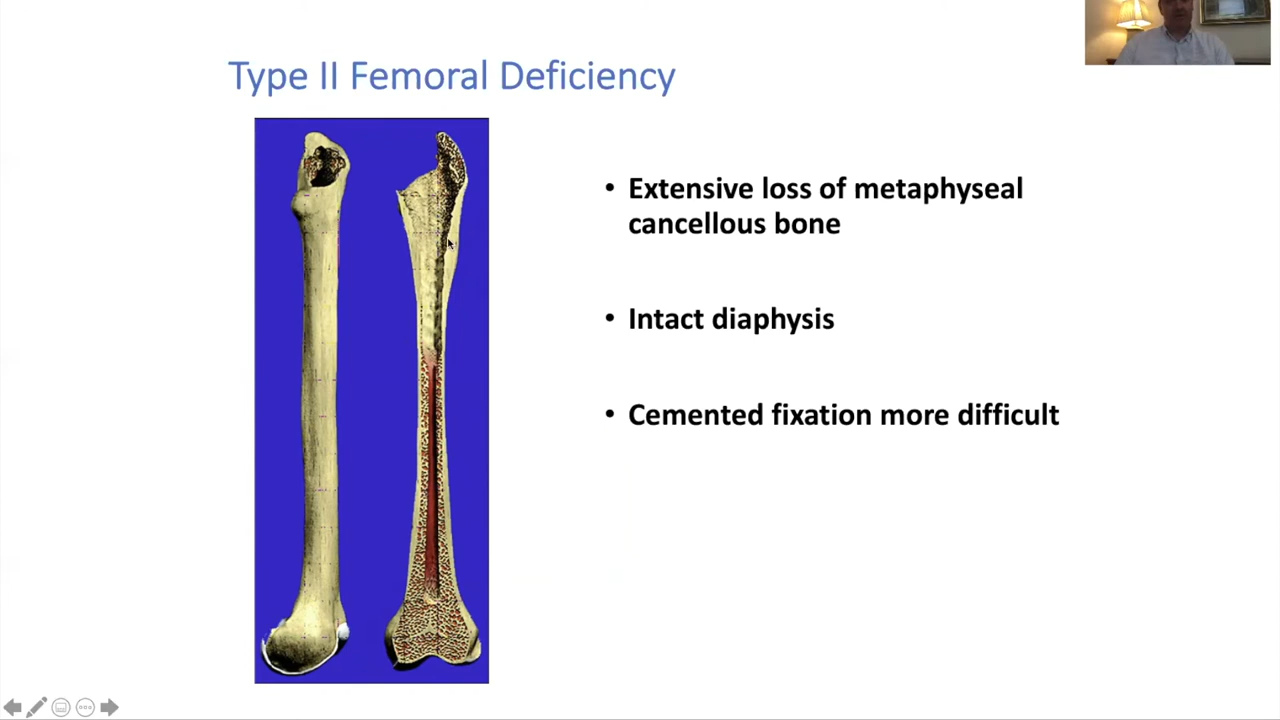 Type II Femoral Deficiency
• Extensive loss of metaphyseal
cancellous bone
• Intact diaphysis
• Cemented fixation more difficult